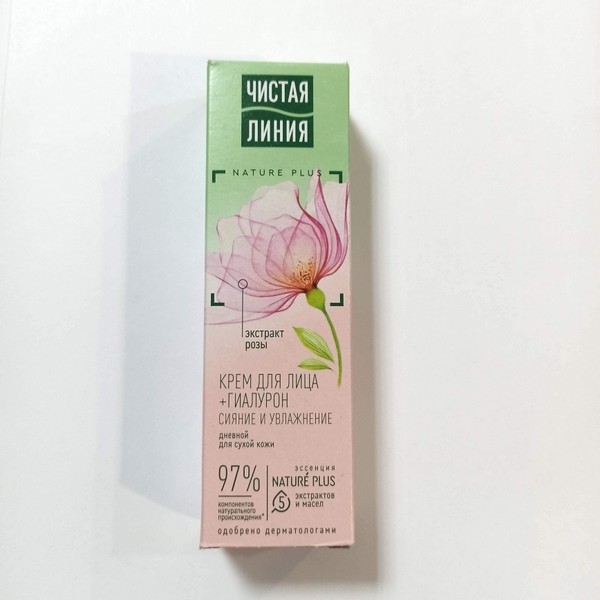 ЧИСТАЯ
ЛИНИЯ
NATURE PLUS
экстракт
розы
КРЕМ ДЛЯ ЛИЦА
+ГИАЛУРОН
СИЯНИЕ И УВЛАЖНЕНИЕ
дневной
для сухой кожи
97%
компонентов
натурального
происхождения*
эссенция
NATURÉ PLUS
5 экстрактов
и масел
одобрено дерматологами